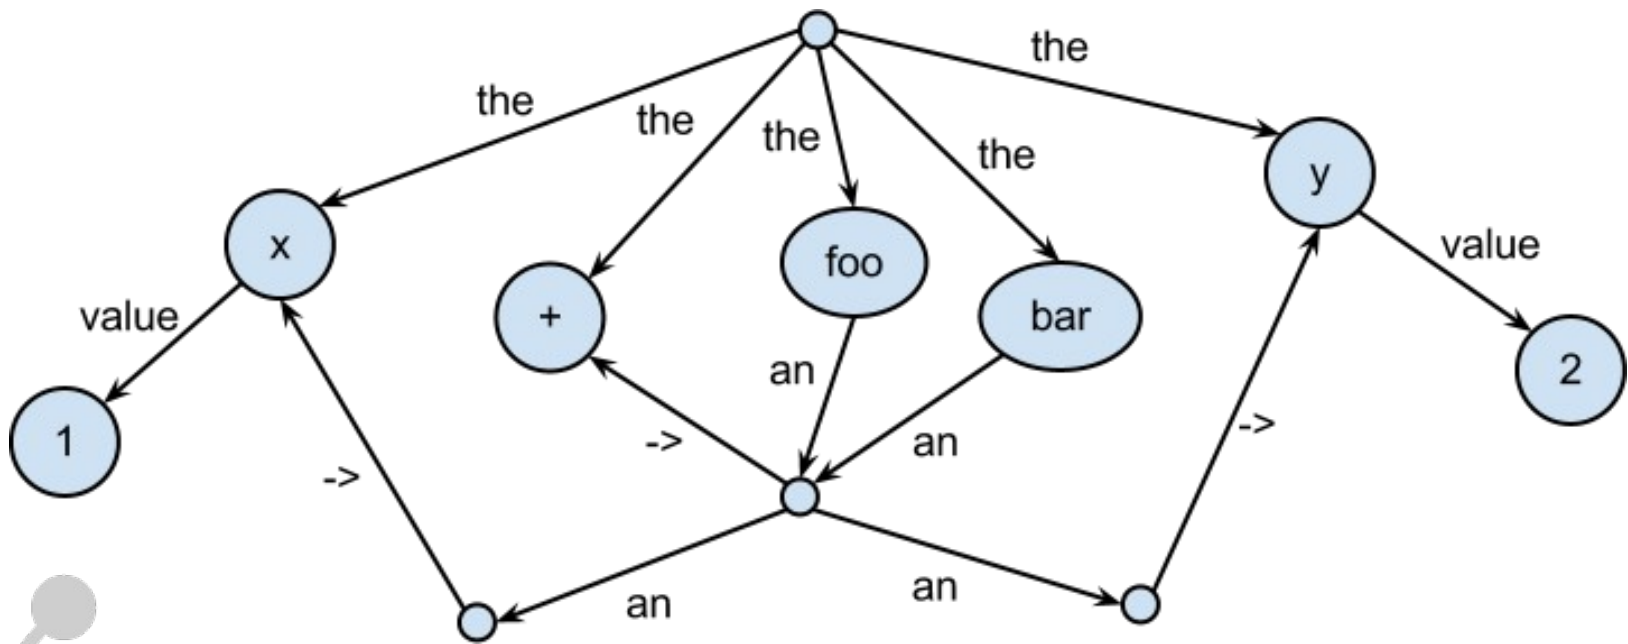 the
the
the
the
the
y
x
foo
value
+
bar
value
2
an
1
->
an
->
->
an
an